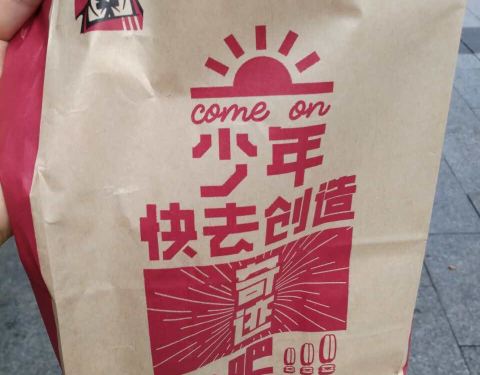 come on
少年
快去创造
奇迹
吧